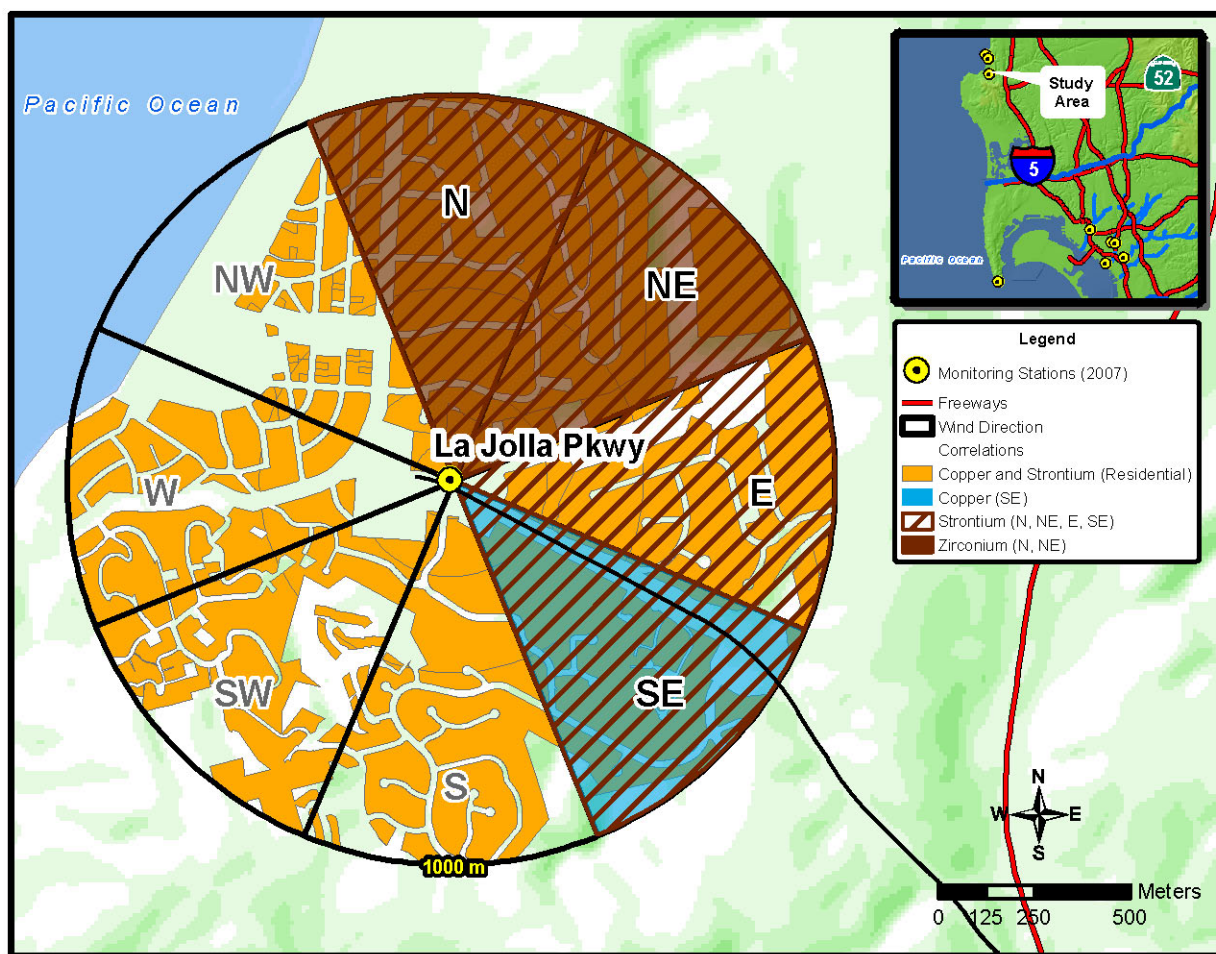 Pacific Ocean
N
NE
NW
La Jolla Pkwy
W
E
SW
SE
S
1000 m
Study
Area
52
5
Pacific Ocean
Legend
Monitoring Stations (2007)
Freeways
Wind Direction
Correlations
Copper and Strontium (Residential)
Copper (SE)
Strontium (N, NE, E, SE)
Zirconium (N, NE)
N
W E
S
Meters
0 125 250 500